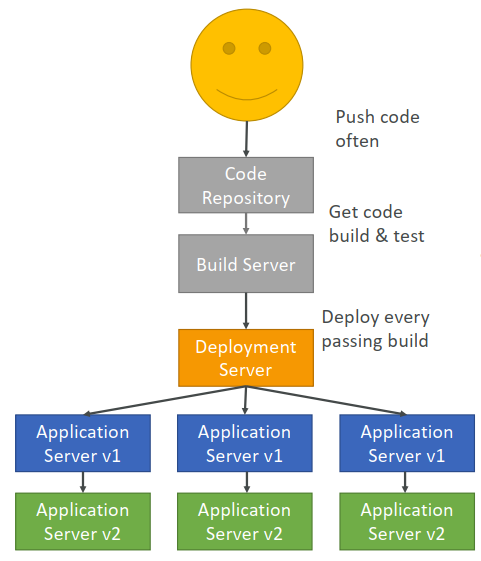 Push code
often
Code
Repository
Get code
build & test
Build Server
Deploy every
passing build
Deployment
Server
Application
Server v1
Application
Server v1
Application
Server v1
Application
Server v2
Application
Server v2
Application
Server v2